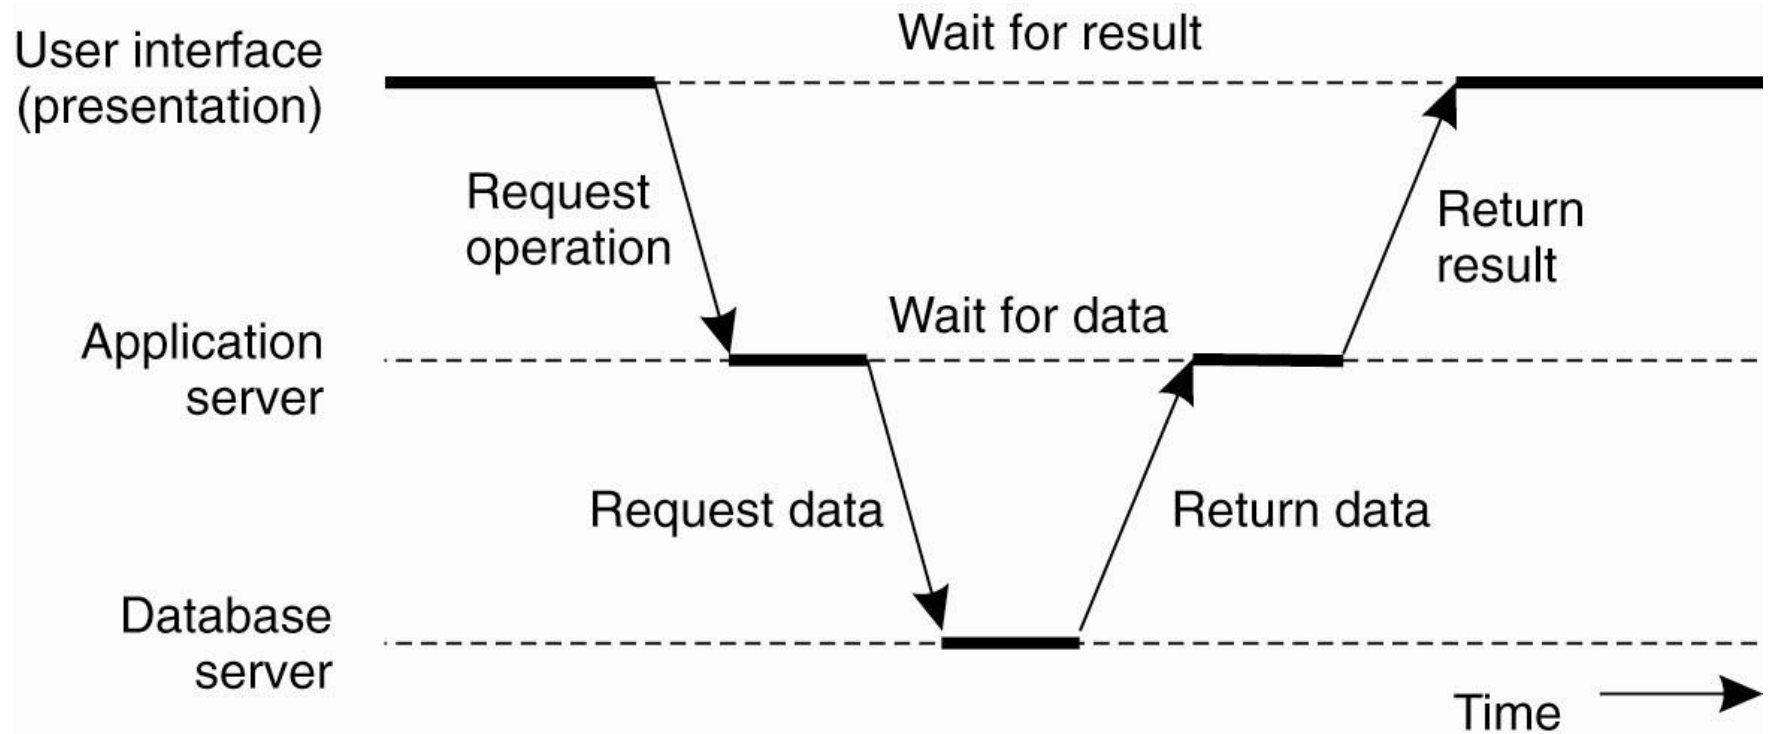 User interface
(presentation)
Wait for result
Request
operation
Return
result
Wait for data
Application
server
Request data
Return data
Database
server
Time